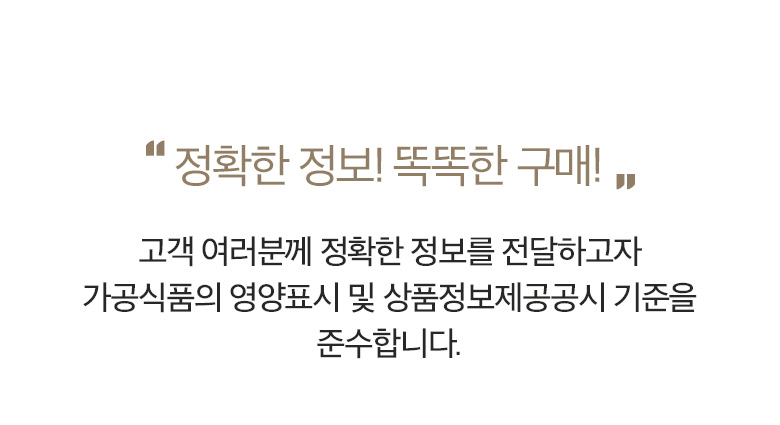 “ 정확한 정보! 똑똑한 구매! ”
고객 여러분께 정확한 정보를 전달하고자
가공식품의 영양표시 및 상품정보제공공시 기준을
준수합니다.